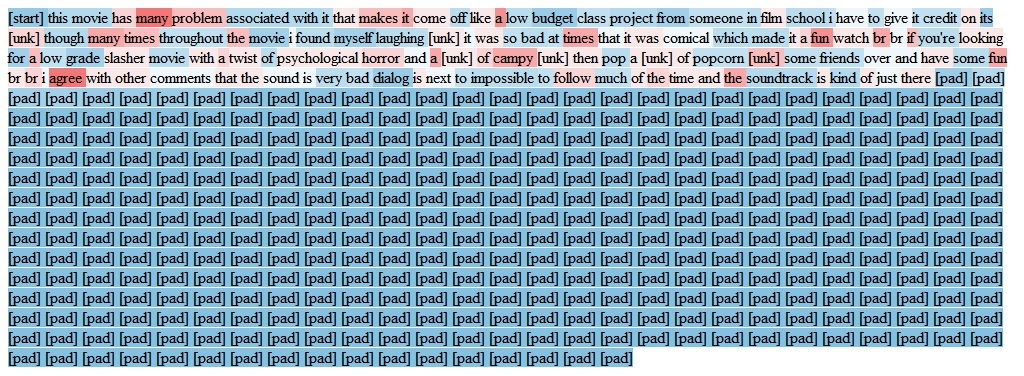 [start] this movie has many problem associated with it that makes it come off like a low budget class project from someone in film school i have to give it credit on its
[unk] though many times throughout the movie i found myself laughing [unk] it was so bad at times that it was comical which made it a fun watch br br if you're looking
for a low grade slasher movie with a twist of psychological horror and a [unk] of campy [unk] then pop a [unk] of popcorn [unk] some friends over and have some fun
br br i agree with other comments that the sound is very bad dialog is next to impossible to follow much of the time and the soundtrack is kind of just there [pad] [pad]
[pad] [pad] [pad] [pad] [pad] [pad] [pad] [pad] [pad] [pad] [pad] [pad] [pad] [pad] [pad] [pad] [pad] [pad] [pad] [pad] [pad] [pad] [pad] [pad] [pad] [pad] [pad]
[pad] [pad] [pad] [pad] [pad] [pad] [pad] [pad] [pad] [pad] [pad] [pad] [pad] [pad] [pad] [pad] [pad] [pad] [pad] [pad] [pad] [pad] [pad] [pad] [pad] [pad] [pad]
[pad] [pad] [pad] [pad] [pad] [pad] [pad] [pad] [pad] [pad] [pad] [pad] [pad] [pad] [pad] [pad] [pad] [pad] [pad] [pad] [pad] [pad] [pad] [pad] [pad] [pad] [pad]
[pad] [pad] [pad] [pad] [pad] [pad] [pad] [pad] [pad] [pad] [pad] [pad] [pad] [pad] [pad] [pad] [pad] [pad] [pad] [pad] [pad] [pad] [pad] [pad] [pad] [pad] [pad]
[pad] [pad] [pad] [pad] [pad] [pad] [pad] [pad] [pad] [pad] [pad] [pad] [pad] [pad] [pad] [pad] [pad] [pad] [pad] [pad] [pad] [pad] [pad] [pad] [pad] [pad] [pad]
[pad] [pad] [pad] [pad] [pad] [pad] [pad] [pad] [pad] [pad] [pad] [pad] [pad] [pad] [pad] [pad] [pad] [pad] [pad] [pad] [pad] [pad] [pad] [pad] [pad] [pad] [pad]
[pad] [pad] [pad] [pad] [pad] [pad] [pad] [pad] [pad] [pad] [pad] [pad] [pad] [pad] [pad] [pad] [pad] [pad] [pad] [pad] [pad] [pad] [pad] [pad] [pad] [pad] [pad]
[pad] [pad] [pad] [pad] [pad] [pad] [pad] [pad] [pad] [pad] [pad] [pad] [pad] [pad] [pad] [pad] [pad] [pad] [pad] [pad] [pad] [pad] [pad] [pad] [pad] [pad] [pad]
[pad] [pad] [pad] [pad] [pad] [pad] [pad] [pad] [pad] [pad] [pad] [pad] [pad] [pad] [pad] [pad] [pad] [pad] [pad] [pad] [pad] [pad] [pad] [pad] [pad] [pad] [pad]
[pad] [pad] [pad] [pad] [pad] [pad] [pad] [pad] [pad] [pad] [pad] [pad] [pad] [pad] [pad] [pad] [pad] [pad] [pad] [pad] [pad] [pad] [pad] [pad] [pad] [pad] [pad]
[pad] [pad] [pad] [pad] [pad] [pad] [pad] [pad] [pad] [pad] [pad] [pad] [pad] [pad] [pad] [pad] [pad] [pad] [pad] [pad] [pad] [pad] [pad] [pad] [pad] [pad] [pad]
[pad] [pad] [pad] [pad] [pad] [pad] [pad] [pad] [pad] [pad] [pad] [pad] [pad] [pad] [pad] [pad] [pad] [pad] [pad] [pad] [pad] [pad] [pad] [pad] [pad] [pad] [pad]
[pad] [pad] [pad] [pad] [pad] [pad] [pad] [pad] [pad] [pad] [pad] [pad] [pad] [pad] [pad] [pad] [pad] [pad] [pad] [pad] [pad] [pad] [pad] [pad] [pad] [pad] [pad]
[pad] [pad] [pad] [pad] [pad] [pad] [pad] [pad] [pad] [pad] [pad] [pad] [pad] [pad] [pad] [pad] [pad]